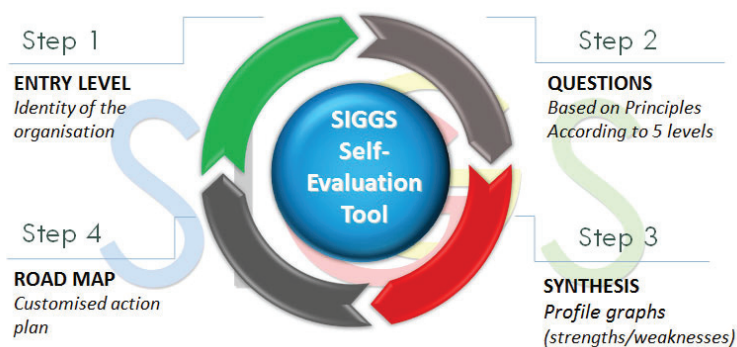 Step 1
ENTRY LEVEL
Identity of the
organisation
Step 2
QUESTIONS
Based on Principles
According to 5 levels
SIGGS
Self-
Evaluation
Tool
Step 4
ROAD MAP
Customised action
plan
Step 3
SYNTHESIS
Profile graphs
(strengths/weaknesses)